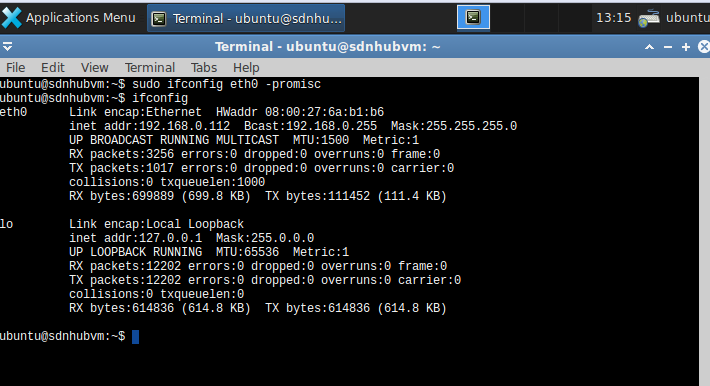 Applications Menu Terminal - ubuntu@sdnhu... 13:15 ubuntu
Terminal - ubuntu@sdnhubvm: ~
File Edit View Terminal Tabs Help
ubuntu@sdnhubvm:~$ sudo ifconfig eth0 -promisc
ubuntu@sdnhubvm:~$ ifconfig
eth0 Link encap:Ethernet HWaddr 08:00:27:6a:b1:b6
inet addr:192.168.0.112 Bcast:192.168.0.255 Mask:255.255.255.0
UP BROADCAST RUNNING MULTICAST MTU:1500 Metric:1
RX packets:3256 errors:0 dropped:0 overruns:0 frame:0
TX packets:1017 errors:0 dropped:0 overruns:0 carrier:0
collisions:0 txqueuelen:1000
RX bytes:699889 (699.8 KB) TX bytes:111452 (111.4 KB)
lo Link encap:Local Loopback
inet addr:127.0.0.1 Mask:255.0.0.0
UP LOOPBACK RUNNING MTU:65536 Metric:1
RX packets:12202 errors:0 dropped:0 overruns:0 frame:0
TX packets:12202 errors:0 dropped:0 overruns:0 carrier:0
collisions:0 txqueuelen:0
RX bytes:614836 (614.8 KB) TX bytes:614836 (614.8 KB)
ubuntu@sdnhubvm:~$